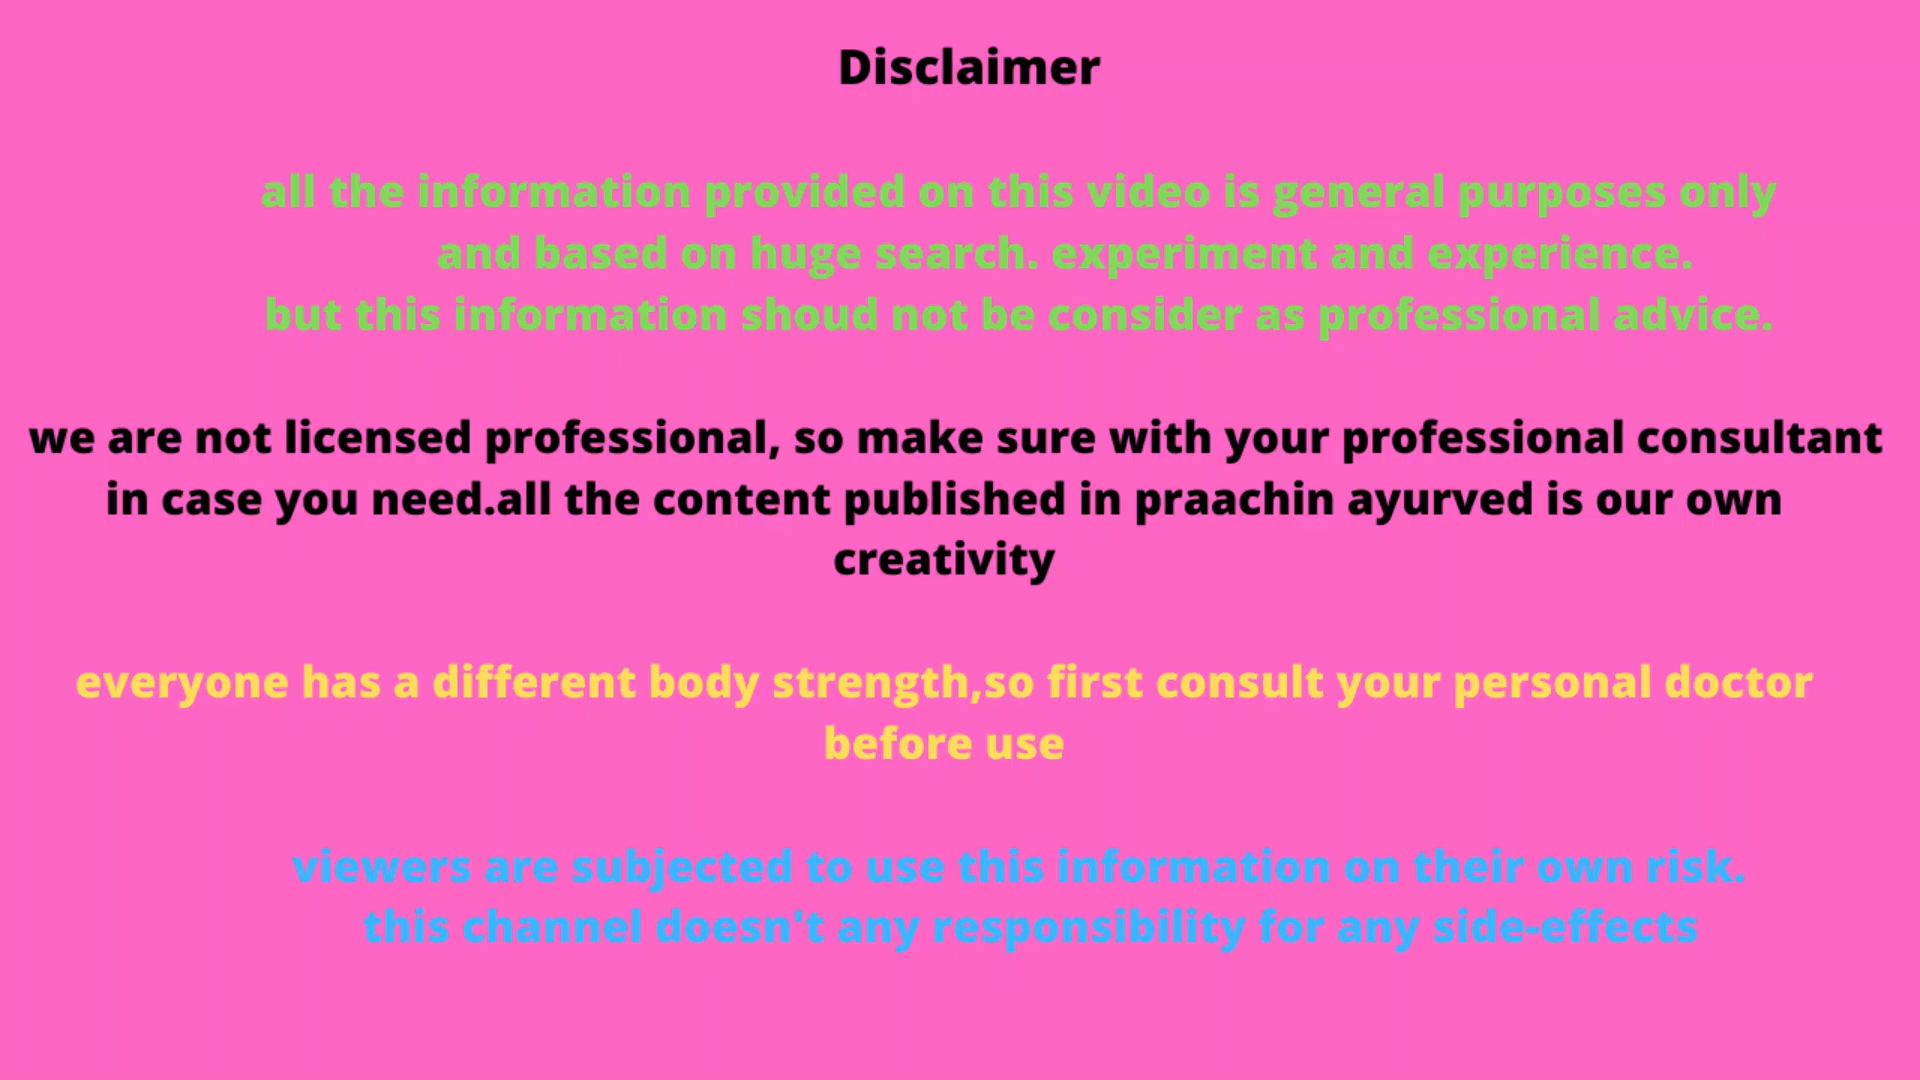 Disclaimer
all the information provided on this video is general purposes only
and based on huge search. experiment and experience.
but this information shoud not be consider as professional advice.
we are not licensed professional, so make sure with your professional consultant
in case you need.all the content published in praachin ayurved is our own
creativity
everyone has a different body strength,so first consult your personal doctor
before use
viewers are subjected to use this information on their own risk.
this channel doesn't any responsibility for any side-effects